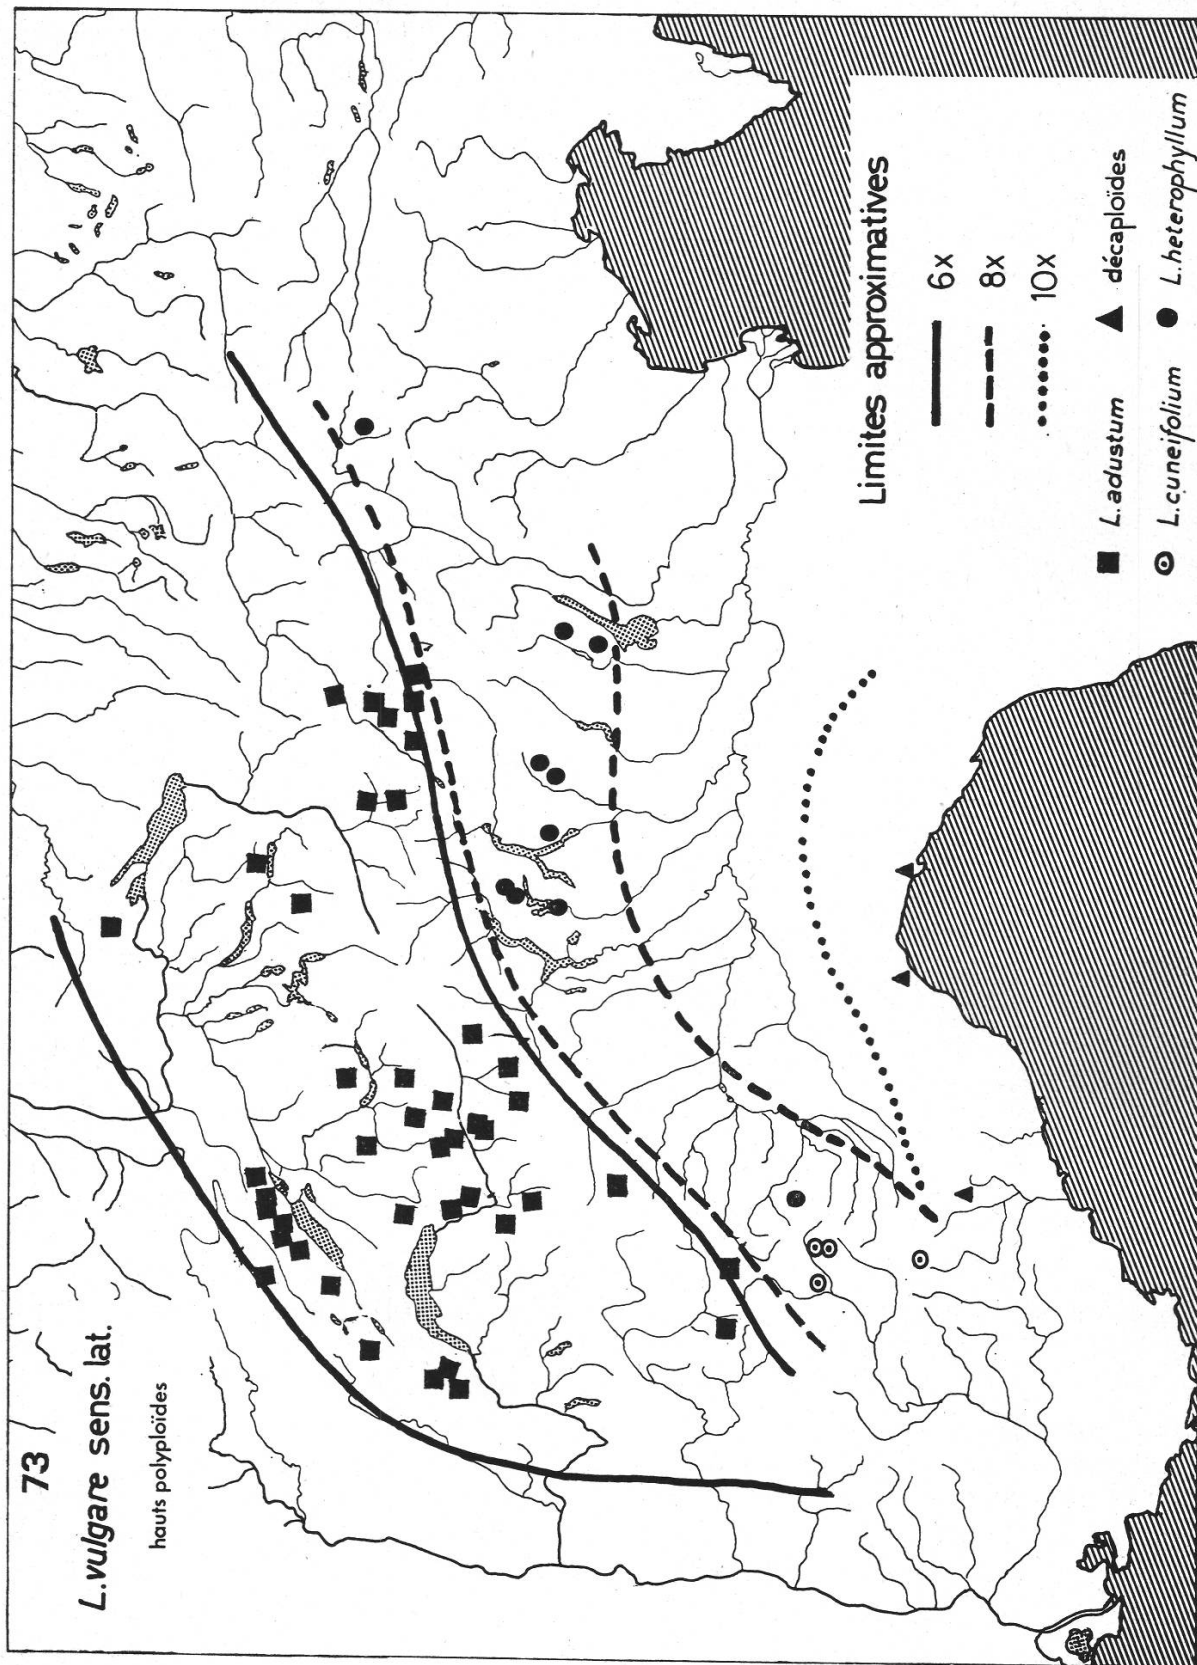 73
L. vulgare sens. lat.
hauts polyploïdes
Limites approximatives
6x
8x
10x
L. adustum
décaploïdes
L. cuneifolium
L. heterophyllum